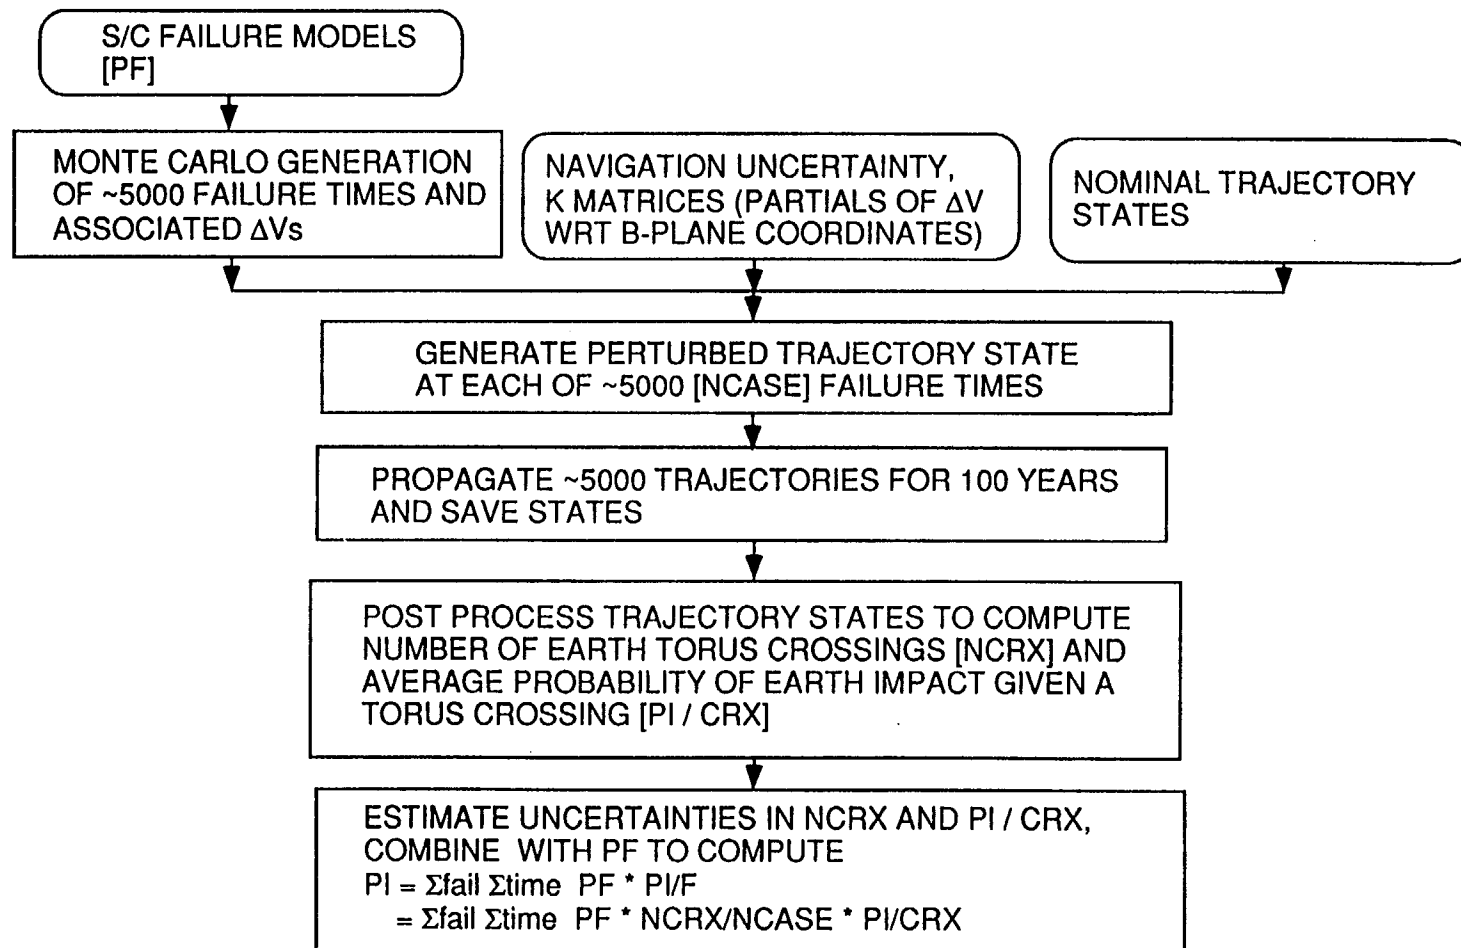 S/C FAILURE MODELS
[PF]
MONTE CARLO GENERATION
OF ~5000 FAILURE TIMES AND
ASSOCIATED ΔVs
NAVIGATION UNCERTAINTY,
K MATRICES (PARTIALS OF ΔV
WRT B-PLANE COORDINATES)
NOMINAL TRAJECTORY
STATES
GENERATE PERTURBED TRAJECTORY STATE
AT EACH OF ~5000 [NCASE] FAILURE TIMES
PROPAGATE ~5000 TRAJECTORIES FOR 100 YEARS
AND SAVE STATES
POST PROCESS TRAJECTORY STATES TO COMPUTE
NUMBER OF EARTH TORUS CROSSINGS [NCRX] AND
AVERAGE PROBABILITY OF EARTH IMPACT GIVEN A
TORUS CROSSING [PI / CRX]
ESTIMATE UNCERTAINTIES IN NCRX AND PI / CRX,
COMBINE WITH PF TO COMPUTE
PI = Σfail Σtime PF * PI/F
= Σfail Σtime PF * NCRX/NCASE * PI/CRX